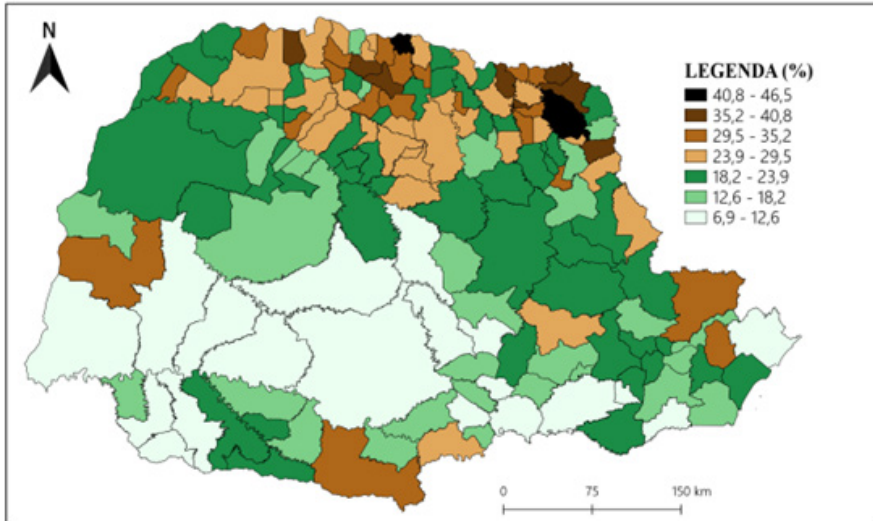 N
LEGENDA (%)
40,8 - 46,5
35,2 - 40,8
29,5 - 35,2
23,9 - 29,5
18,2 - 23,9
12,6 - 18,2
6,9 - 12,6
0 75 150 km